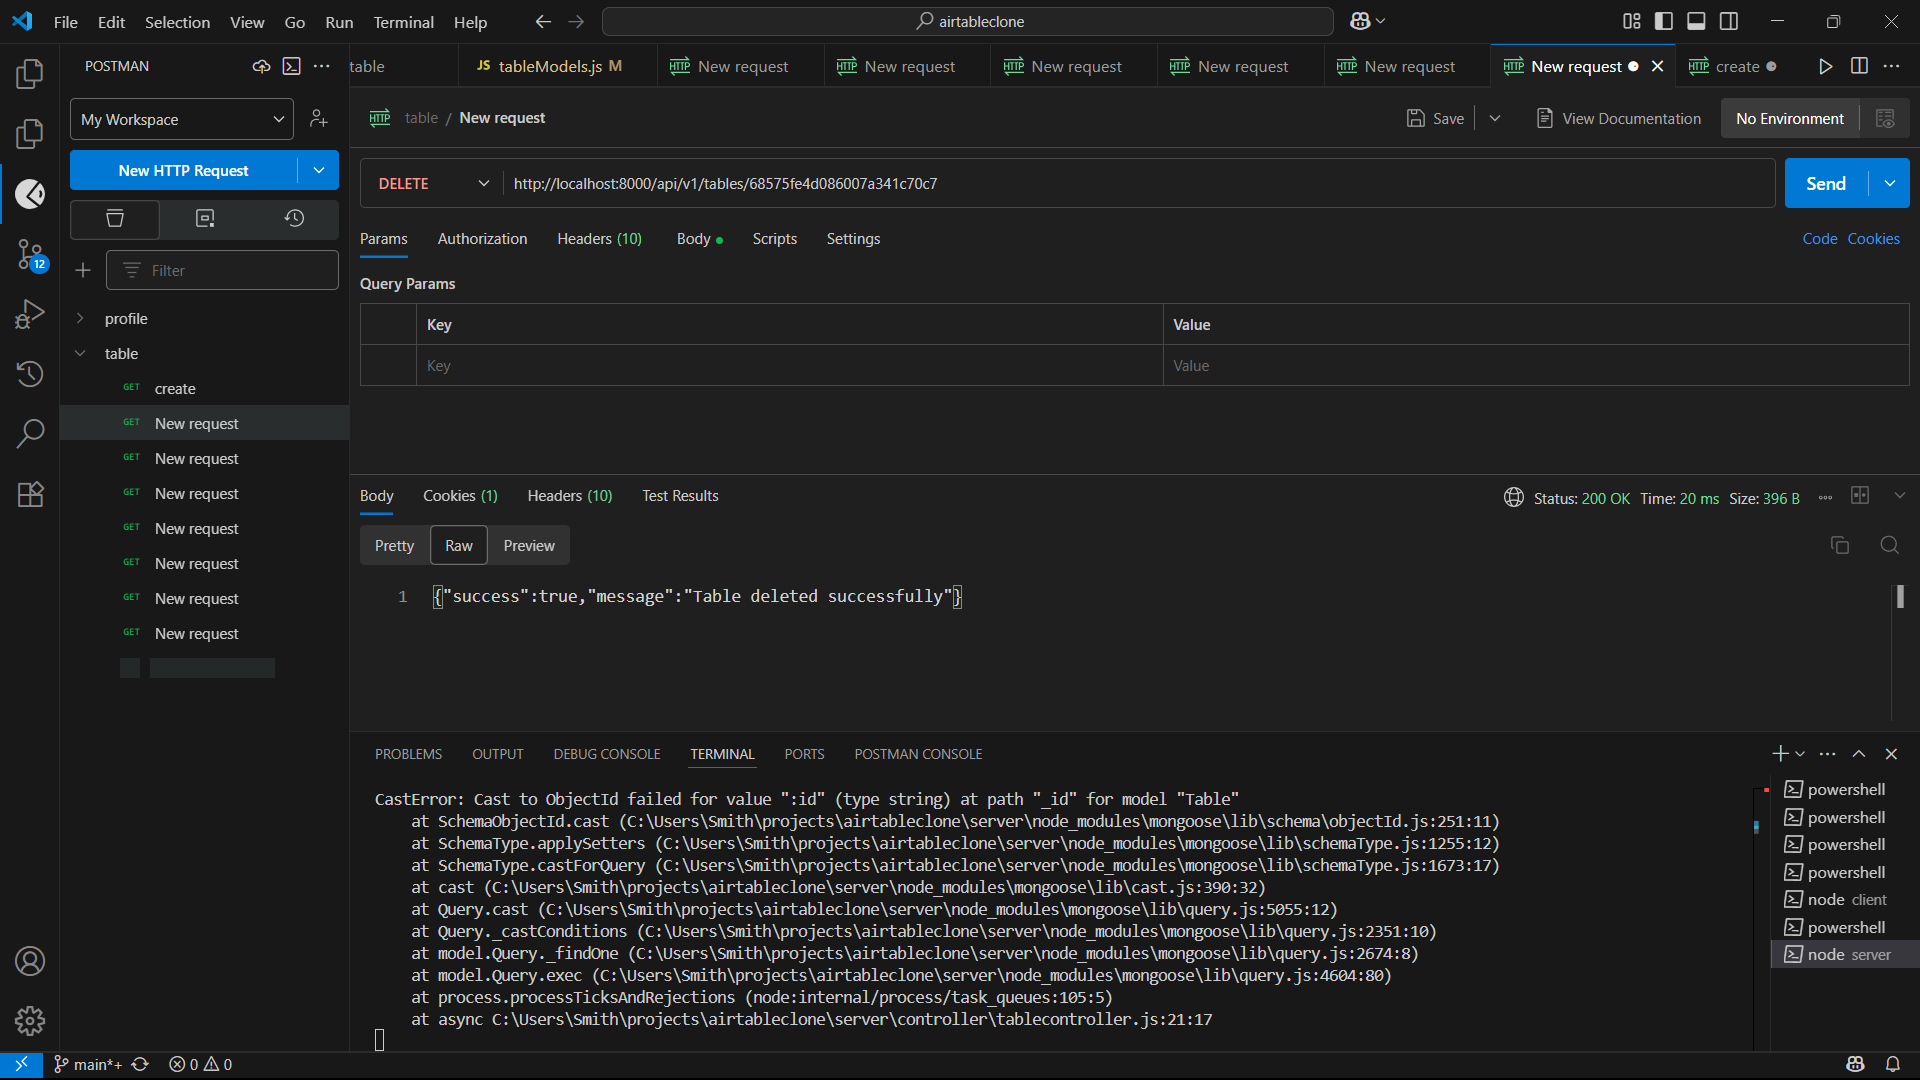 File Edit Selection View Go Run Terminal Help
airtableclone
POSTMAN
table
JS tableModels.js M
HTTP New request
HTTP New request
HTTP New request
HTTP New request
HTTP New request
HTTP New request
HTTP create
My Workspace
New HTTP Request
Filter
profile
table
GET create
GET New request
GET New request
GET New request
GET New request
GET New request
GET New request
GET New request
12
HTTP table / New request
Save
View Documentation
No Environment
DELETE
http://localhost:8000/api/v1/tables/68575fe4d086007a341c70c7
Send
Params Authorization Headers (10) Body Scripts Settings
Code Cookies
Query Params
Key Value
Key Value
Body Cookies (1) Headers (10) Test Results
Status: 200 OK Time: 20 ms Size: 396 B
Pretty Raw Preview
1 {"success":true,"message":"Table deleted successfully"}
PROBLEMS OUTPUT DEBUG CONSOLE TERMINAL PORTS POSTMAN CONSOLE
CastError: Cast to ObjectId failed for value ":id" (type string) at path "_id" for model "Table"
at SchemaObjectId.cast (C:\Users\Smith\projects\airtableclone\server\node_modules\mongoose\lib\schema\objectId.js:251:11)
at SchemaType.applySetters (C:\Users\Smith\projects\airtableclone\server\node_modules\mongoose\lib\schemaType.js:1255:12)
at SchemaType.castForQuery (C:\Users\Smith\projects\airtableclone\server\node_modules\mongoose\lib\schemaType.js:1673:17)
at cast (C:\Users\Smith\projects\airtableclone\server\node_modules\mongoose\lib\cast.js:390:32)
at Query.cast (C:\Users\Smith\projects\airtableclone\server\node_modules\mongoose\lib\query.js:5055:12)
at Query._castConditions (C:\Users\Smith\projects\airtableclone\server\node_modules\mongoose\lib\query.js:2351:10)
at model.Query._findOne (C:\Users\Smith\projects\airtableclone\server\node_modules\mongoose\lib\query.js:2674:8)
at model.Query.exec (C:\Users\Smith\projects\airtableclone\server\node_modules\mongoose\lib\query.js:4604:80)
at process.processTicksAndRejections (node:internal/process/task_queues:105:5)
at async C:\Users\Smith\projects\airtableclone\server\controller\tablecontroller.js:21:17
powershell
powershell
powershell
powershell
node client
powershell
node server
main*+ 0 0